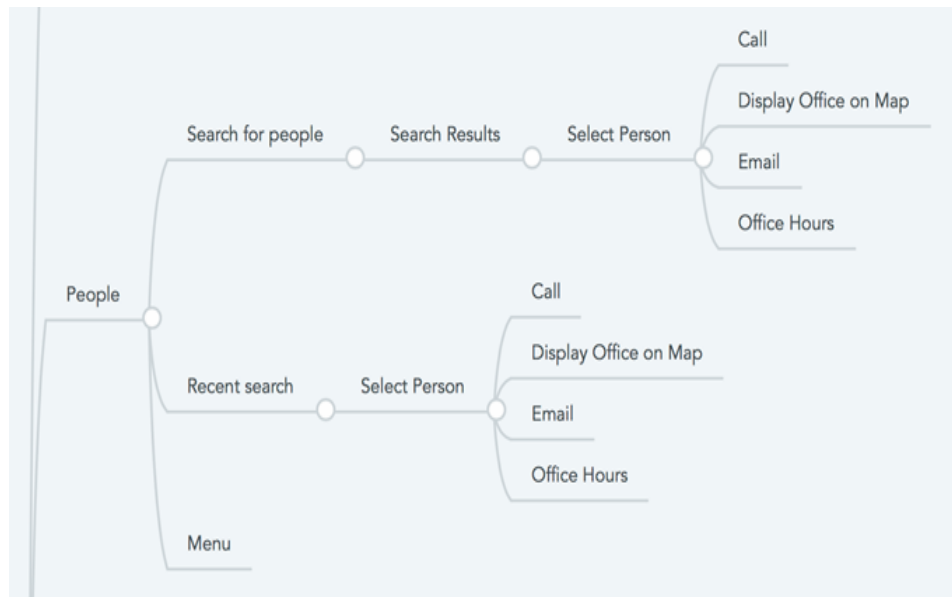 Call
Display Office on Map
Search for people
Search Results
Select Person
Email
Office Hours
People
Call
Display Office on Map
Recent search
Select Person
Email
Office Hours
Menu